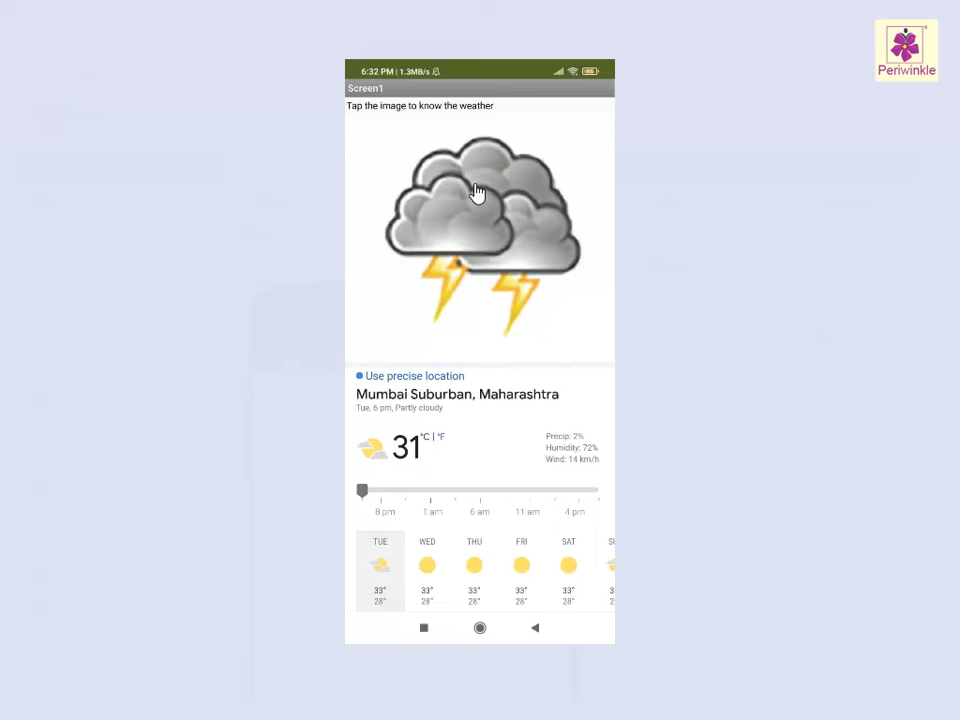 Periwinkle
6:32 PM | 1.3MB/s
Screen1
Tap the image to know the weather
Use precise location
Mumbai Suburban, Maharashtra
Tue, 6 pm, Partly cloudy
31 °C | °F
Precip: 2%
Humidity: 72%
Wind: 14 km/h
8 pm 1 am 6 am 11 am 4 pm
TUE WED THU FRI SAT
33° 33° 33° 33° 33°
28° 28° 28° 28° 28°